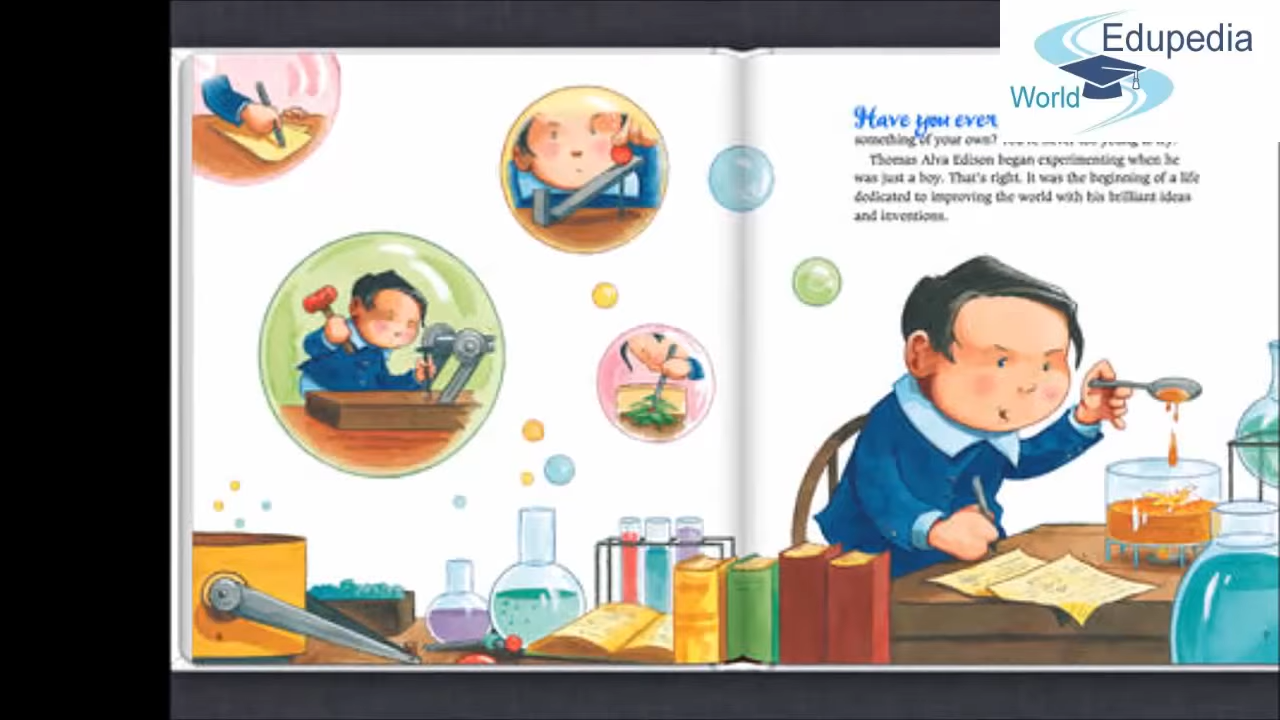 Edupedia
World
Have you ever
something of your own?
Thomas Alva Edison began experimenting when he
was just a boy. That's right. It was the beginning of a life
dedicated to improving the world with his brilliant ideas
and inventions.